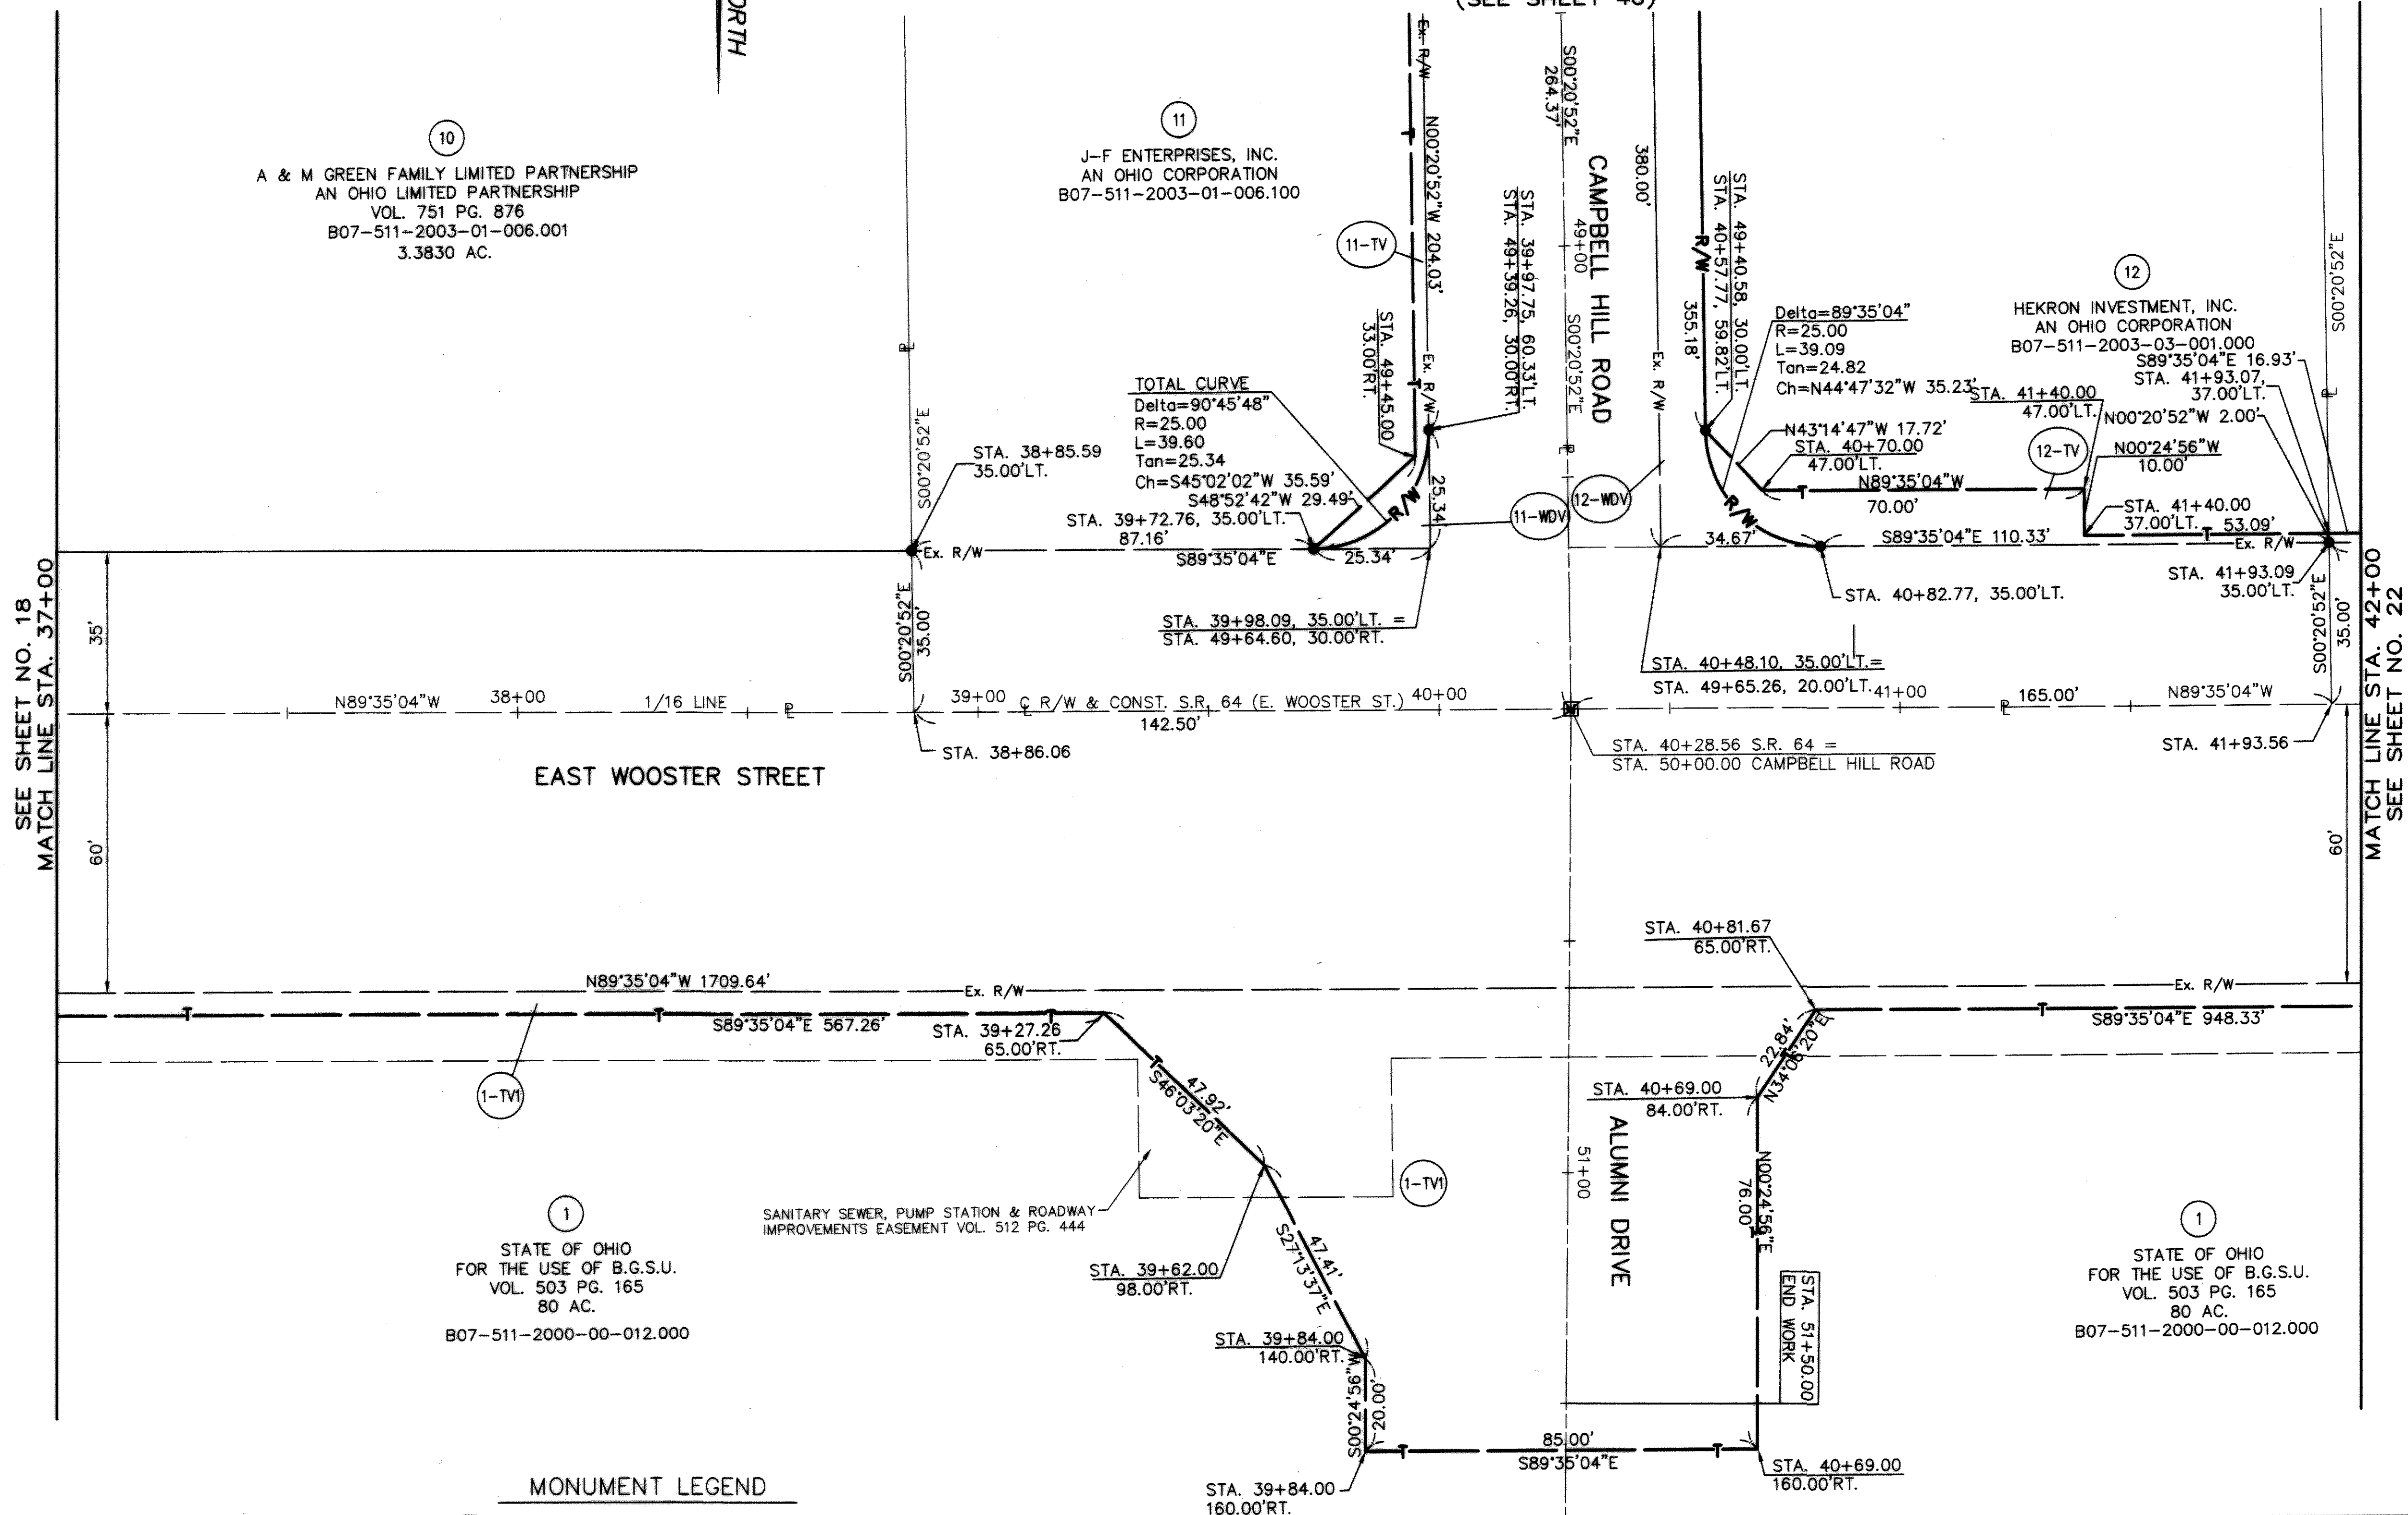 (SEE SHEET 
ORTH
10
A & M GREEN FAMILY LIMITED PARTNERSHIP
AN OHIO LIMITED PARTNERSHIP
VOL. 751 PG. 876
B07-511-2003-01-006.001
3.3830 AC.
11
J-F ENTERPRISES, INC.
AN OHIO CORPORATION
B07-511-2003-01-006.100
11-TV
Ex. R/W
N00°20'52"W 204.03'
Ex. R/W
STA. 49+45.00
33.00'RT.
STA. 39+97.75, 60.33'LT.
STA. 49+39.26, 30.00'RT.
S00°20'52"E
264.37'
CAMPBELL HILL ROAD
49+00
S00°20'52"E
380.00'
Ex. R/W
R/W
355.18'
STA. 49+40.58, 30.00'LT.
STA. 40+57.77, 59.82'LT.
12
HEKRON INVESTMENT, INC.
AN OHIO CORPORATION
B07-511-2003-03-001.000
S89°35'04"E 16.93'
STA. 41+93.07,
37.00'LT.
N00°20'52"W 2.00'
S00°20'52"E
PL
Delta=89°35'04"
R=25.00
L=39.09
Tan=24.82
Ch=N44°47'32"W 35.23'
STA. 41+40.00
47.00'LT.
N43°14'47"W 17.72'
STA. 40+70.00
47.00'LT.
12-TV
N00°24'56"W
10.00'
N89°35'04"W
70.00'
STA. 41+40.00
37.00'LT.
53.09'
T
TOTAL CURVE
Delta=90°45'48"
R=25.00
L=39.60
Tan=25.34
Ch=S45°02'02"W 35.59'
S48°52'42"W 29.49'
STA. 39+72.76, 35.00'LT.
87.16'
S89°35'04"E
25.34'
25.34'
R/W
11-WDV
12-WDV
R/W
34.67'
S89°35'04"E 110.33'
Ex. R/W
STA. 41+93.09
35.00'LT.
STA. 40+82.77, 35.00'LT.
PL
S00°20'52"E
STA. 38+85.59
35.00'LT.
Ex. R/W
S00°20'52"E
35.00'
STA. 39+98.09, 35.00'LT. =
STA. 49+64.60, 30.00'RT.
STA. 40+48.10, 35.00'LT.=
STA. 49+65.26, 20.00'LT.
S00°20'52"E
35.00'
SEE SHEET NO. 18
MATCH LINE STA. 37+00
35'
60'
N89°35'04"W
38+00
1/16 LINE
PL
39+00
CL R/W & CONST. S.R. 64 (E. WOOSTER ST.)
142.50'
40+00
41+00
PL
165.00'
N89°35'04"W
STA. 38+86.06
STA. 41+93.56
STA. 40+28.56 S.R. 64 =
STA. 50+00.00 CAMPBELL HILL ROAD
EAST WOOSTER STREET
60'
MATCH LINE STA. 42+00
SEE SHEET NO. 22
STA. 40+81.67
65.00'RT.
N89°35'04"W 1709.64'
Ex. R/W
Ex. R/W
T
T
T
S89°35'04"E 567.26'
STA. 39+27.26
65.00'RT.
T
S89°35'04"E 948.33'
1-TV1
47.92'
S46°03'20"E
22.84'
N34°06'20"E
STA. 40+69.00
84.00'RT.
SANITARY SEWER, PUMP STATION & ROADWAY
IMPROVEMENTS EASEMENT VOL. 512 PG. 444
1-TV1
51+00
ALUMNI DRIVE
N00°24'56"E
76.00'
1
STATE OF OHIO
FOR THE USE OF B.G.S.U.
VOL. 503 PG. 165
80 AC.
B07-511-2000-00-012.000
STA. 39+62.00
98.00'RT.
47.41'
S27°13'37"E
STA. 39+84.00
140.00'RT.
S00°24'56"W
20.00'
STA. 51+50.00
END WORK
1
STATE OF OHIO
FOR THE USE OF B.G.S.U.
VOL. 503 PG. 165
80 AC.
B07-511-2000-00-012.000
T
85.00'
S89°35'04"E
T
STA. 39+84.00
160.00'RT.
STA. 40+69.00
160.00'RT.
MONUMENT LEGEND